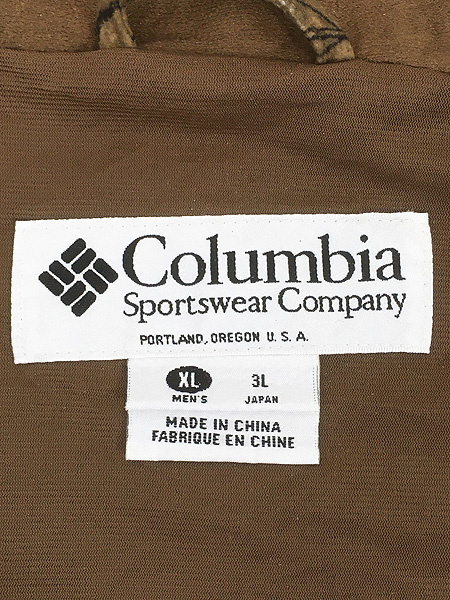 Columbia
Sportswear Company
PORTLAND, OREGON U. S. A.
XL 3L
MEN'S JAPAN
MADE IN CHINA
FABRIQUE EN CHINE